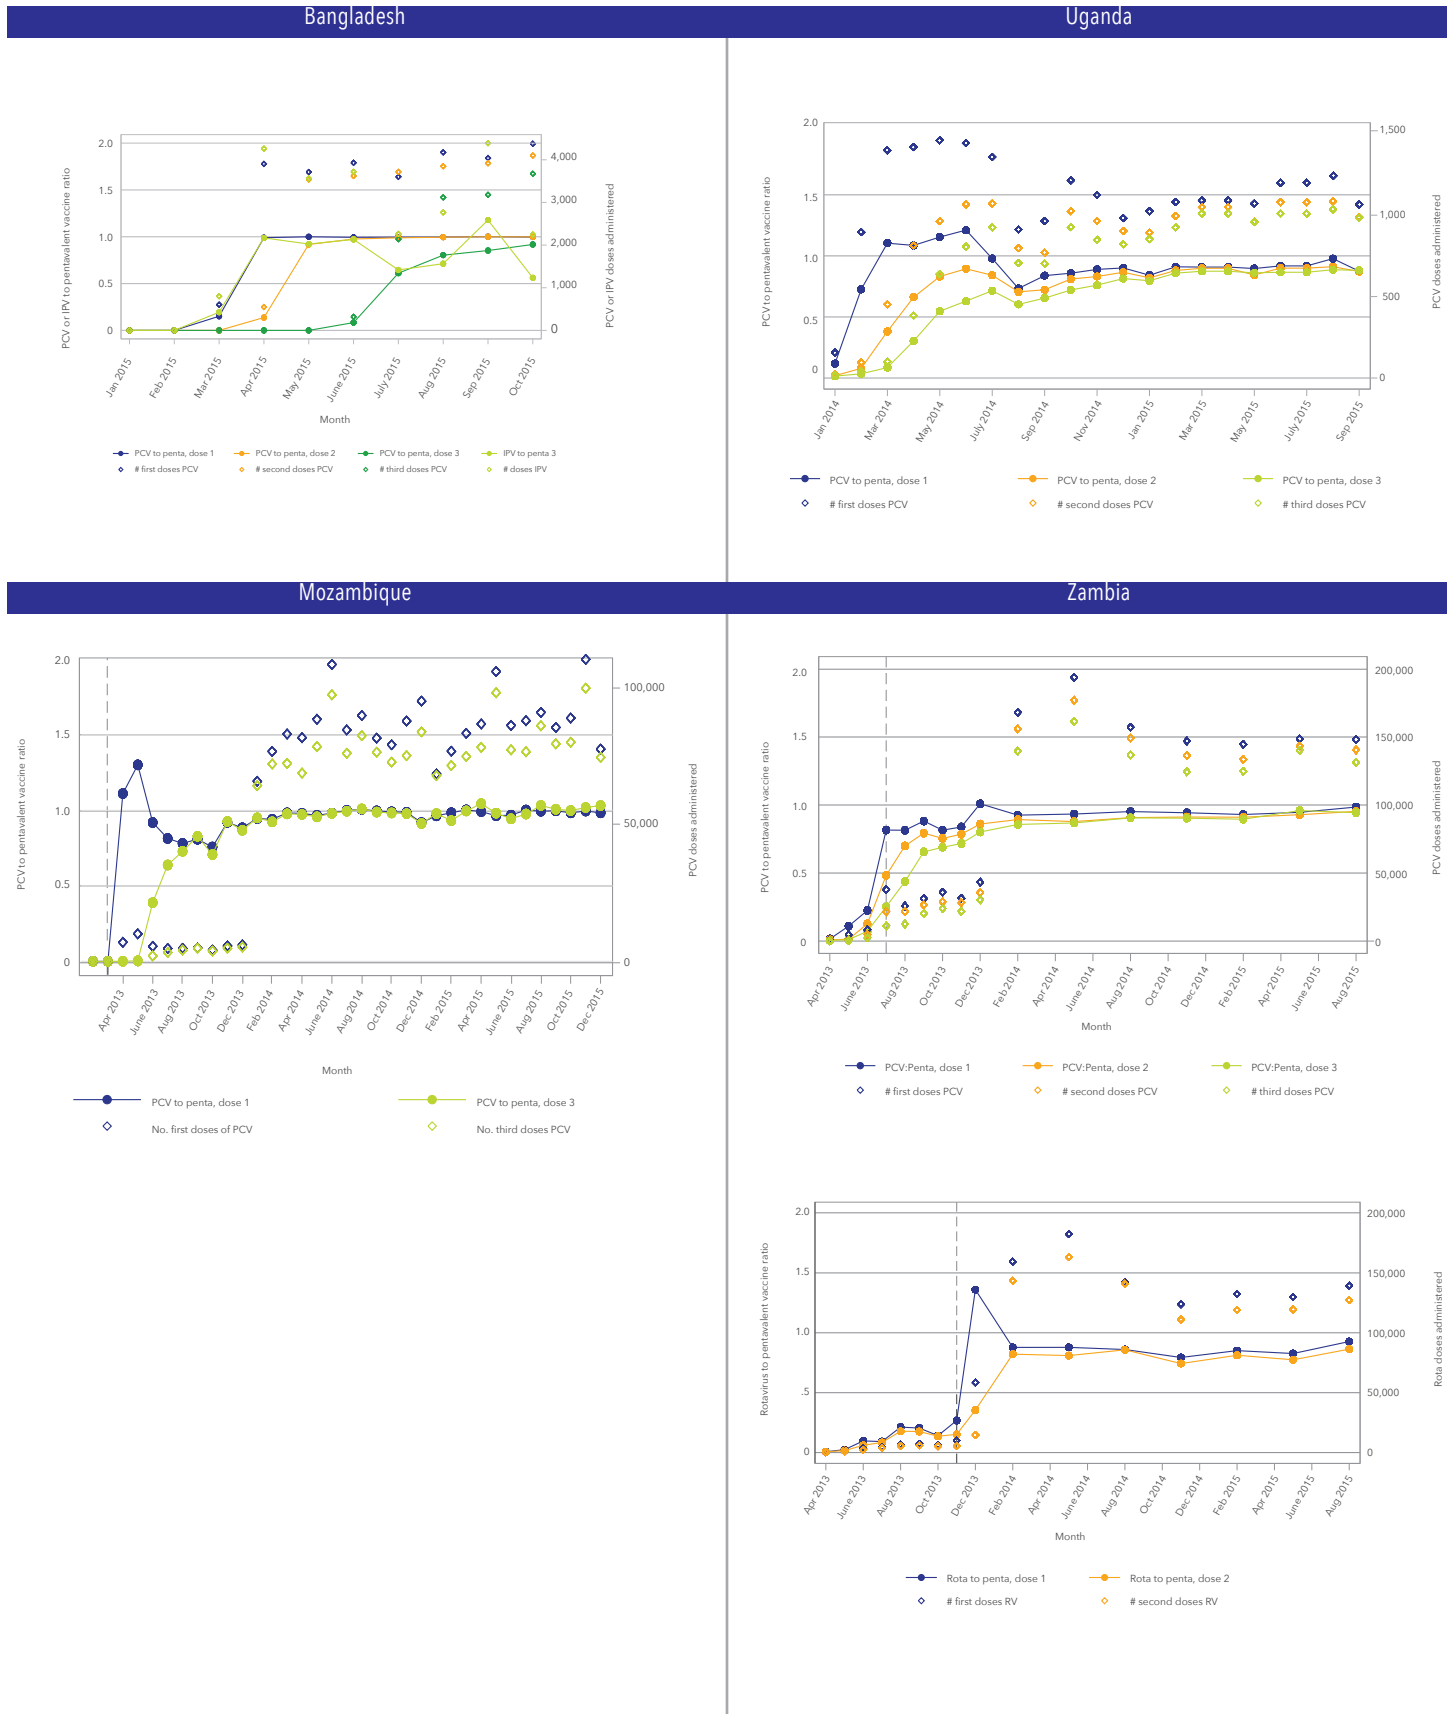 Bangladesh
PCV or IPV to pentavalent vaccine ratio
2.0
1.5
1.0
0.5
0
4,000
3,000
2,000
1,000
0
PCV or IPV doses administered
Jan 2015
Feb 2015
Mar 2015
Apr 2015
May 2015
June 2015
July 2015
Aug 2015
Sep 2015
Oct 2015
Month
PCV to penta, dose 1
PCV to penta, dose 2
PCV to penta, dose 3
IPV to penta 3
# first doses PCV
# second doses PCV
# third doses PCV
# doses IPV
Uganda
PCV to pentavalent vaccine ratio
2.0
1.5
1.0
0.5
0
1,500
1,000
500
0
PCV doses administered
Jan 2014
Mar 2014
May 2014
July 2014
Sep 2014
Nov 2014
Jan 2015
Mar 2015
May 2015
July 2015
Sep 2015
PCV to penta, dose 1
PCV to penta, dose 2
PCV to penta, dose 3
# first doses PCV
# second doses PCV
# third doses PCV
Mozambique
PCV to pentavalent vaccine ratio
2.0
1.5
1.0
0.5
0
100,000
50,000
0
PCV doses administered
Apr 2013
June 2013
Aug 2013
Oct 2013
Dec 2013
Feb 2014
Apr 2014
June 2014
Aug 2014
Oct 2014
Dec 2014
Feb 2015
Apr 2015
June 2015
Aug 2015
Oct 2015
Dec 2015
Month
PCV to penta, dose 1
PCV to penta, dose 3
No. first doses of PCV
No. third doses PCV
Zambia
PCV to pentavalent vaccine ratio
2.0
1.5
1.0
0.5
0
200,000
150,000
100,000
50,000
0
PCV doses administered
Apr 2013
June 2013
Aug 2013
Oct 2013
Dec 2013
Feb 2014
Apr 2014
June 2014
Aug 2014
Oct 2014
Dec 2014
Feb 2015
Apr 2015
June 2015
Aug 2015
Month
PCV:Penta, dose 1
PCV:Penta, dose 2
PCV:Penta, dose 3
# first doses PCV
# second doses PCV
# third doses PCV
Rotavirus to pentavalent vaccine ratio
2.0
1.5
1.0
.5
0
200,000
150,000
100,000
50,000
0
Rota doses administered
Apr 2013
June 2013
Aug 2013
Oct 2013
Dec 2013
Feb 2014
Apr 2014
June 2014
Aug 2014
Oct 2014
Dec 2014
Feb 2015
Apr 2015
June 2015
Aug 2015
Month
Rota to penta, dose 1
Rota to penta, dose 2
# first doses RV
# second doses RV